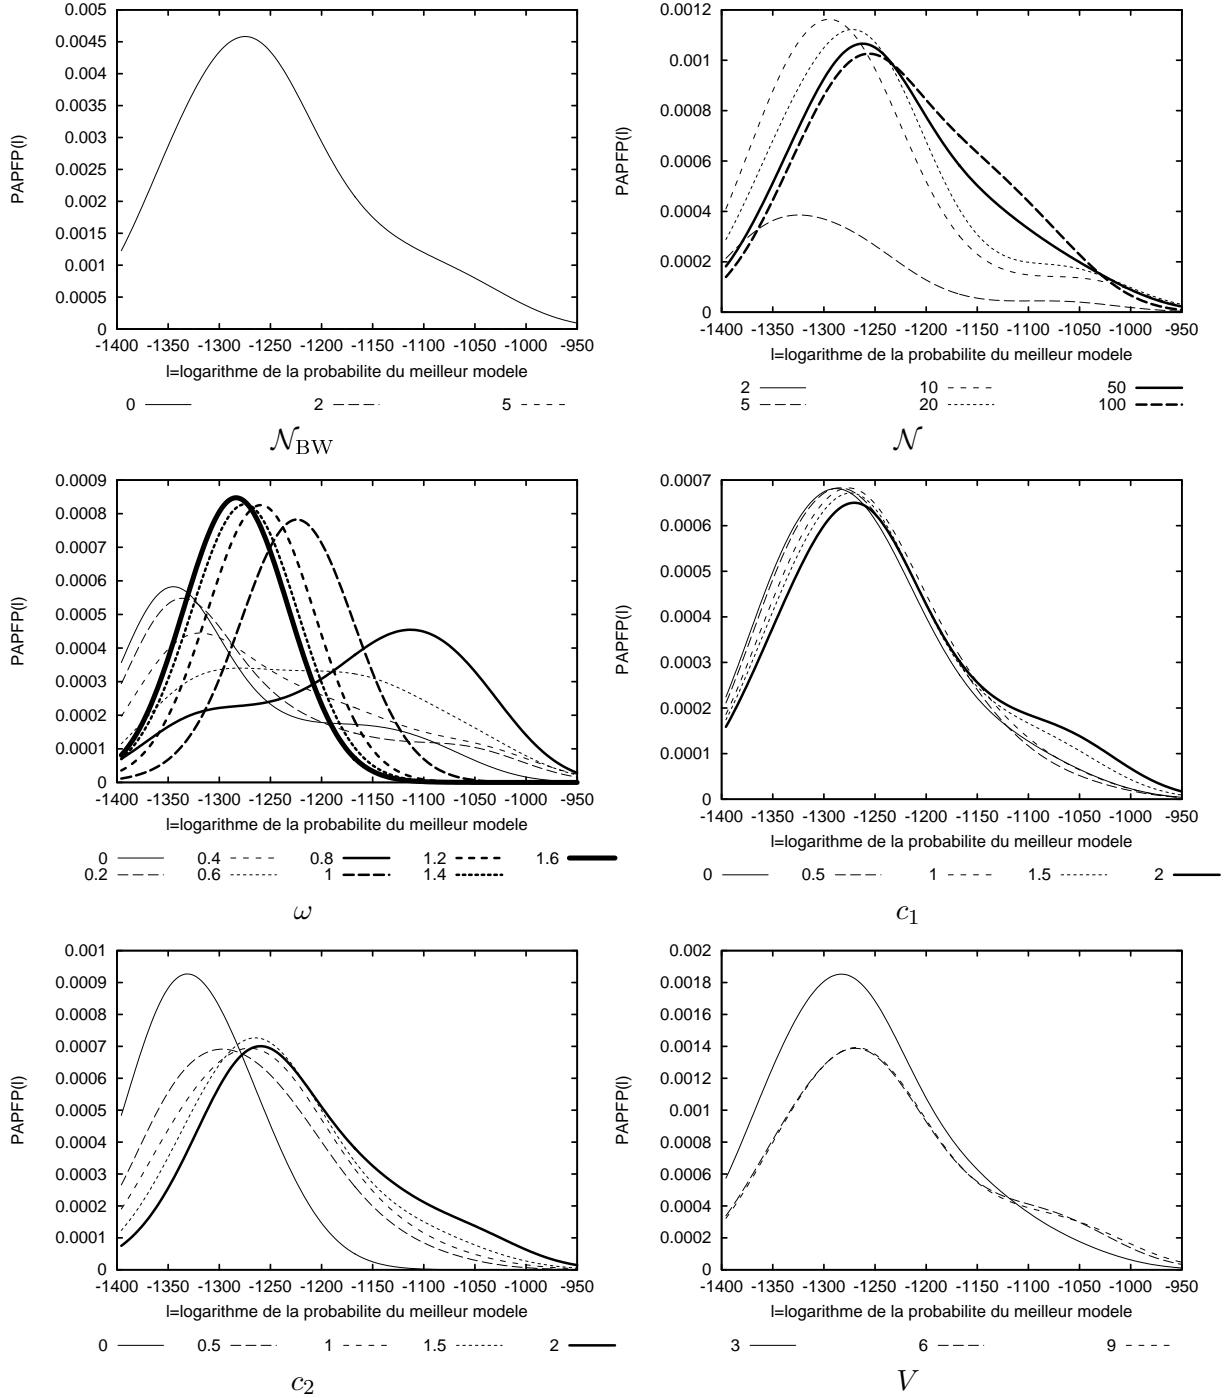 0.005
0.0045
0.004
0.0035
0.003
0.0025
0.002
0.0015
0.001
0.0005
0
PAPFP(l)
-1400 -1350 -1300 -1250 -1200 -1150 -1100 -1050 -1000 -950
l=logarithme de la probabilite du meilleur modele
0 2 5
𝒩BW
0.0012
0.001
0.0008
0.0006
0.0004
0.0002
0
PAPFP(l)
-1400 -1350 -1300 -1250 -1200 -1150 -1100 -1050 -1000 -950
l=logarithme de la probabilite du meilleur modele
2 10 50
5 20 100
𝒩
0.0009
0.0008
0.0007
0.0006
0.0005
0.0004
0.0003
0.0002
0.0001
0
PAPFP(l)
-1400 -1350 -1300 -1250 -1200 -1150 -1100 -1050 -1000 -950
l=logarithme de la probabilite du meilleur modele
0 0.4 0.8 1.2 1.6
0.2 0.6 1 1.4
ω
0.0007
0.0006
0.0005
0.0004
0.0003
0.0002
0.0001
0
PAPFP(l)
-1400 -1350 -1300 -1250 -1200 -1150 -1100 -1050 -1000 -950
l=logarithme de la probabilite du meilleur modele
0 0.5 1 1.5 2
c1
0.001
0.0009
0.0008
0.0007
0.0006
0.0005
0.0004
0.0003
0.0002
0.0001
0
PAPFP(l)
-1400 -1350 -1300 -1250 -1200 -1150 -1100 -1050 -1000 -950
l=logarithme de la probabilite du meilleur modele
0 0.5 1 1.5 2
c2
0.002
0.0018
0.0016
0.0014
0.0012
0.001
0.0008
0.0006
0.0004
0.0002
0
PAPFP(l)
-1400 -1350 -1300 -1250 -1200 -1150 -1100 -1050 -1000 -950
l=logarithme de la probabilite du meilleur modele
3 6 9
V